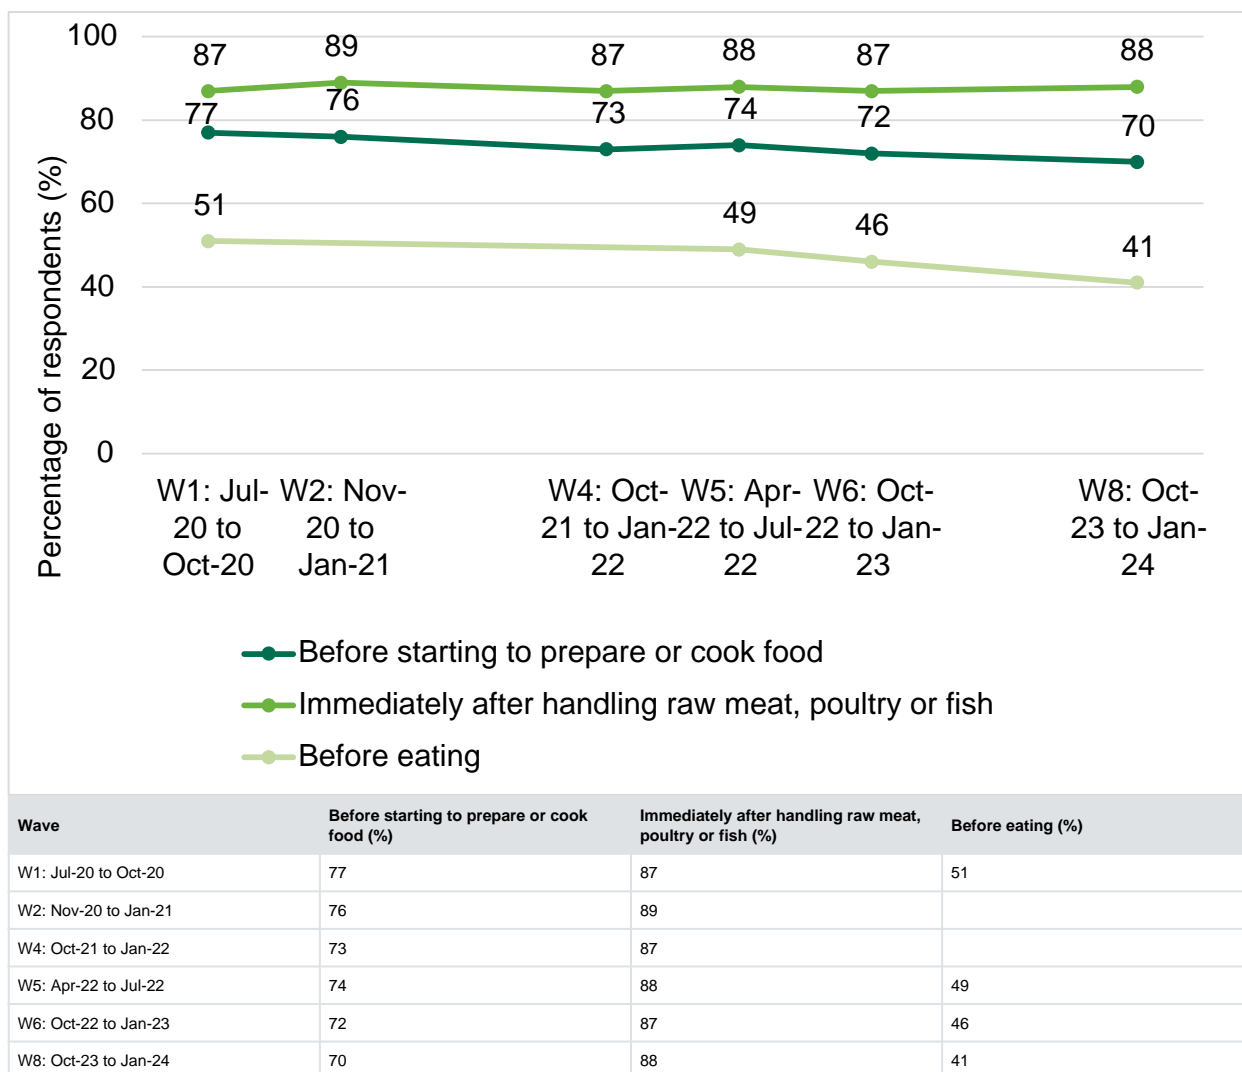 Percentage of respondents (%)
100
80
60
40
20
0
87
89
87
88
87
88
77
76
73
74
72
70
51
49
46
41
W1: Jul-
20 to
Oct-20
W2: Nov-
20 to
Jan-21
W4: Oct-
21 to Jan-
22
W5: Apr-
22 to Jul-
22
W6: Oct-
22 to Jan-
23
W8: Oct-
23 to Jan-
24
Before starting to prepare or cook food
Immediately after handling raw meat, poultry or fish
Before eating
Wave
Before starting to prepare or cook
food (%)
Immediately after handling raw meat,
poultry or fish (%)
Before eating (%)
W1: Jul-20 to Oct-20 77 87 51
W2: Nov-20 to Jan-21 76 89
W4: Oct-21 to Jan-22 73 87
W5: Apr-22 to Jul-22 74 88 49
W6: Oct-22 to Jan-23 72 87 46
W8: Oct-23 to Jan-24 70 88 41